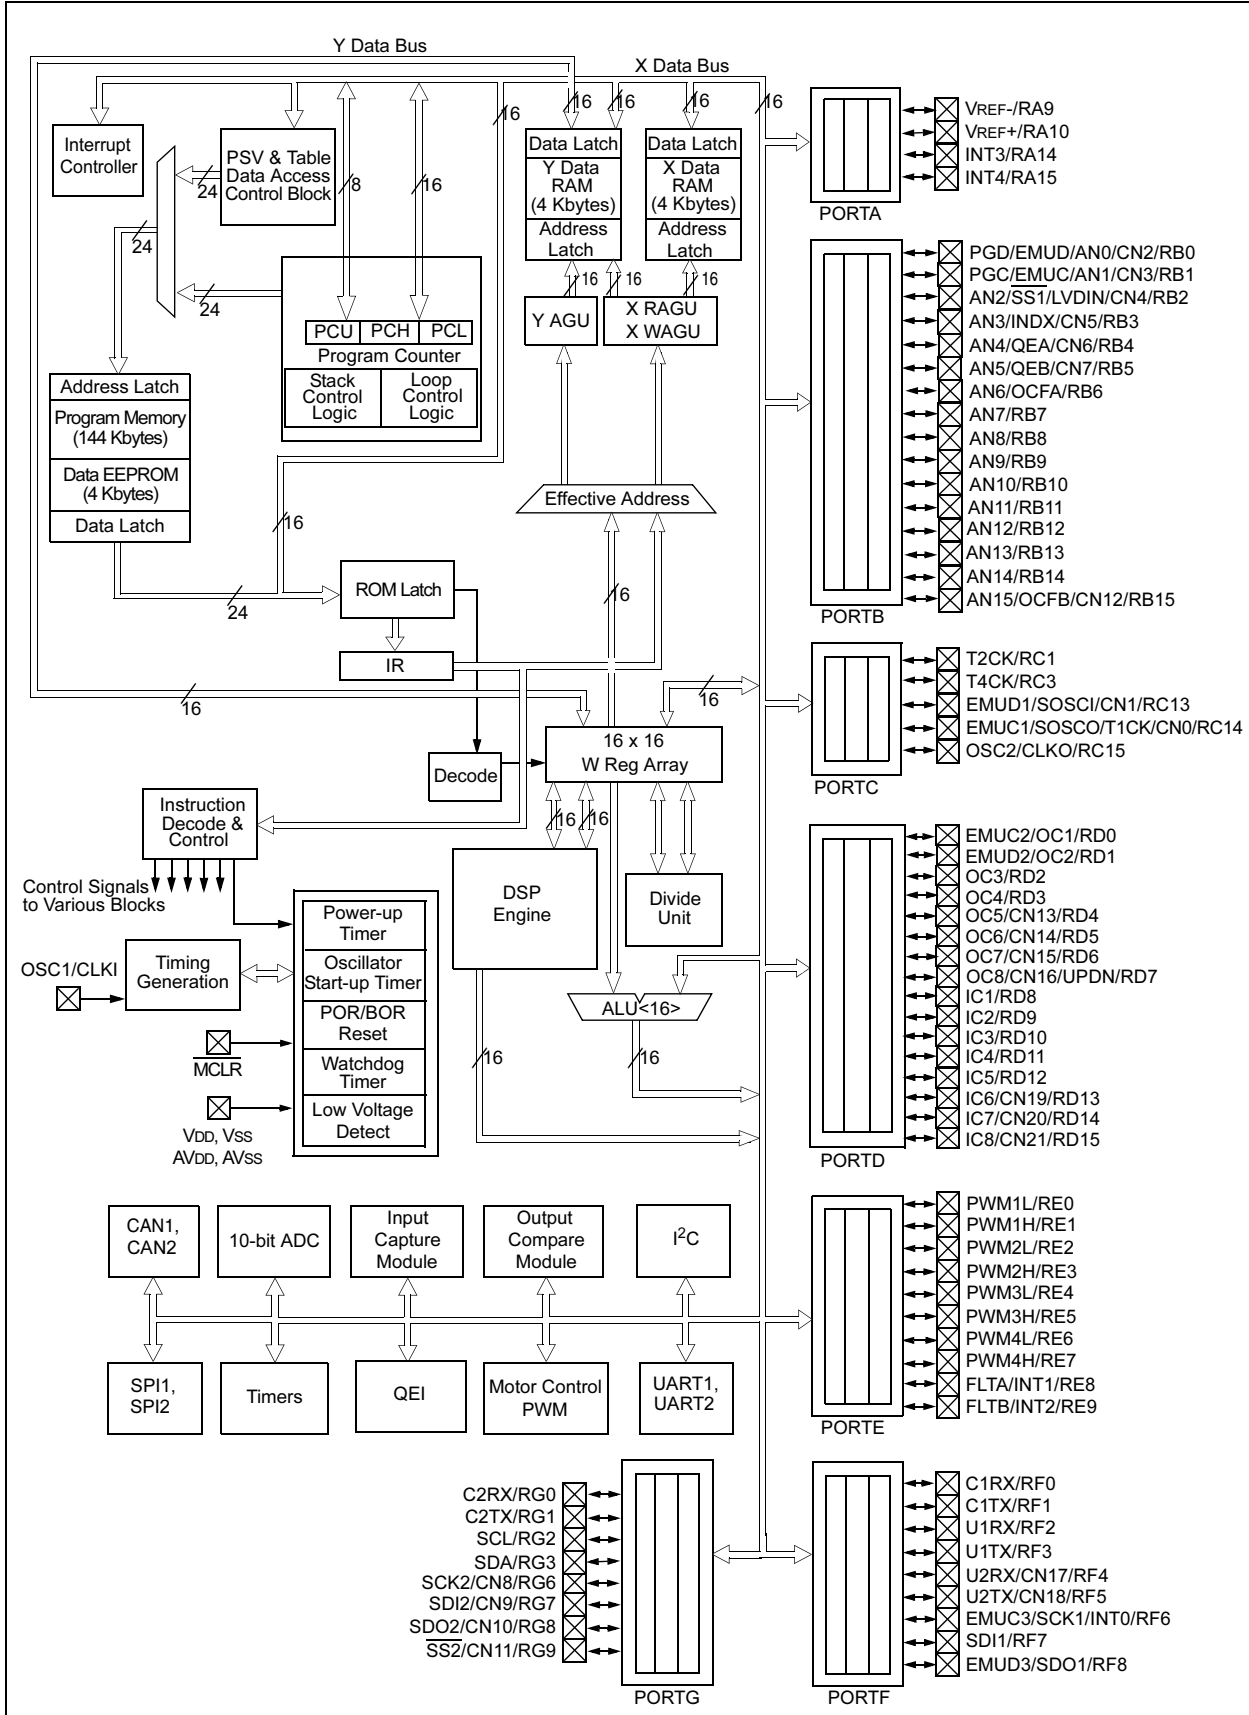 Y Data Bus
X Data Bus
16
16
16
16
16
Interrupt
Controller
PSV & Table
Data Access
Control Block
24
8
16
24
24
Data Latch
Y Data
RAM
(4 Kbytes)
Address
Latch
Data Latch
X Data
RAM
(4 Kbytes)
Address
Latch
16
16
16
Y AGU
X RAGU
X WAGU
PCU
PCH
PCL
Program Counter
Stack
Control
Logic
Loop
Control
Logic
Address Latch
Program Memory
(144 Kbytes)
Data EEPROM
(4 Kbytes)
Data Latch
Effective Address
16
24
16
ROM Latch
IR
16
16
16 x 16
W Reg Array
Decode
Instruction
Decode &
Control
Control Signals
to Various Blocks
16
16
DSP
Engine
Divide
Unit
Power-up
Timer
Oscillator
Start-up Timer
POR/BOR
Reset
Watchdog
Timer
Low Voltage
Detect
OSC1/CLKI
Timing
Generation
MCLR
VDD, VSS
AVDD, AVSS
ALU<16>
16
16
CAN1,
CAN2
10-bit ADC
Input
Capture
Module
Output
Compare
Module
I²C
SPI1,
SPI2
Timers
QEI
Motor Control
PWM
UART1,
UART2
VREF-/RA9
VREF+/RA10
INT3/RA14
INT4/RA15
PORTA
PGD/EMUD/AN0/CN2/RB0
PGC/EMUC/AN1/CN3/RB1
AN2/SS1/LVDIN/CN4/RB2
AN3/INDX/CN5/RB3
AN4/QEA/CN6/RB4
AN5/QEB/CN7/RB5
AN6/OCFA/RB6
AN7/RB7
AN8/RB8
AN9/RB9
AN10/RB10
AN11/RB11
AN12/RB12
AN13/RB13
AN14/RB14
AN15/OCFB/CN12/RB15
PORTB
T2CK/RC1
T4CK/RC3
EMUD1/SOSCI/CN1/RC13
EMUC1/SOSCO/T1CK/CN0/RC14
OSC2/CLKO/RC15
PORTC
EMUC2/OC1/RD0
EMUD2/OC2/RD1
OC3/RD2
OC4/RD3
OC5/CN13/RD4
OC6/CN14/RD5
OC7/CN15/RD6
OC8/CN16/UPDN/RD7
IC1/RD8
IC2/RD9
IC3/RD10
IC4/RD11
IC5/RD12
IC6/CN19/RD13
IC7/CN20/RD14
IC8/CN21/RD15
PORTD
PWM1L/RE0
PWM1H/RE1
PWM2L/RE2
PWM2H/RE3
PWM3L/RE4
PWM3H/RE5
PWM4L/RE6
PWM4H/RE7
FLTA/INT1/RE8
FLTB/INT2/RE9
PORTE
C2RX/RG0
C2TX/RG1
SCL/RG2
SDA/RG3
SCK2/CN8/RG6
SDI2/CN9/RG7
SDO2/CN10/RG8
SS2/CN11/RG9
PORTG
C1RX/RF0
C1TX/RF1
U1RX/RF2
U1TX/RF3
U2RX/CN17/RF4
U2TX/CN18/RF5
EMUC3/SCK1/INT0/RF6
SDI1/RF7
EMUD3/SDO1/RF8
PORTF